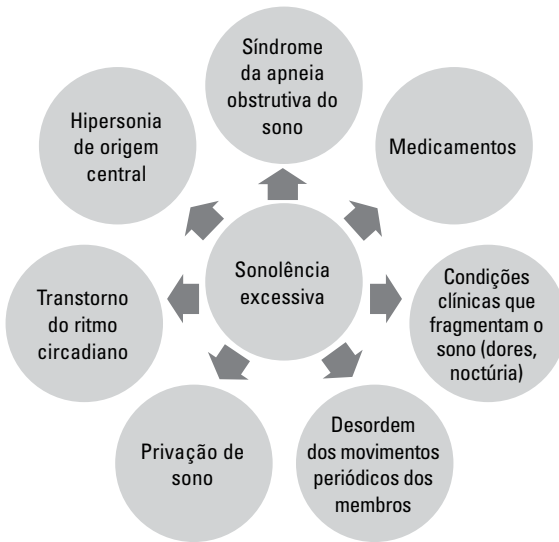 Síndrome
da apneia
obstrutiva do
sono
Hipersonia
de origem
central
Medicamentos
Sonolência
excessiva
Transtorno
do ritmo
circadiano
Condições
clínicas que
fragmentam o
sono (dores,
noctúria)
Privação de
sono
Desordem
dos movimentos
periódicos dos
membros